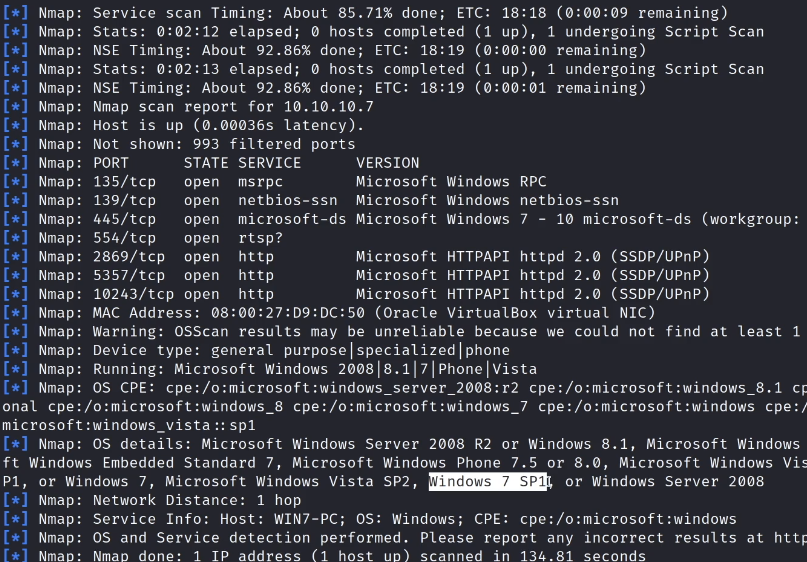 [*] Nmap: Service scan Timing: About 85.71% done; ETC: 18:18 (0:00:09 remaining)
[*] Nmap: Stats: 0:02:12 elapsed; 0 hosts completed (1 up), 1 undergoing Script Scan
[*] Nmap: NSE Timing: About 92.86% done; ETC: 18:19 (0:00:00 remaining)
[*] Nmap: Stats: 0:02:13 elapsed; 0 hosts completed (1 up), 1 undergoing Script Scan
[*] Nmap: NSE Timing: About 92.86% done; ETC: 18:19 (0:00:01 remaining)
[*] Nmap: Nmap scan report for 10.10.10.7
[*] Nmap: Host is up (0.00036s latency).
[*] Nmap: Not shown: 993 filtered ports
[*] Nmap: PORT      STATE SERVICE      VERSION
[*] Nmap: 135/tcp   open  msrpc        Microsoft Windows RPC
[*] Nmap: 139/tcp   open  netbios-ssn  Microsoft Windows netbios-ssn
[*] Nmap: 445/tcp   open  microsoft-ds Microsoft Windows 7 - 10 microsoft-ds (workgroup:
[*] Nmap: 554/tcp   open  rtsp?
[*] Nmap: 2869/tcp  open  http         Microsoft HTTPAPI httpd 2.0 (SSDP/UPnP)
[*] Nmap: 5357/tcp  open  http         Microsoft HTTPAPI httpd 2.0 (SSDP/UPnP)
[*] Nmap: 10243/tcp open  http         Microsoft HTTPAPI httpd 2.0 (SSDP/UPnP)
[*] Nmap: MAC Address: 08:00:27:D9:DC:50 (Oracle VirtualBox virtual NIC)
[*] Nmap: Warning: OSScan results may be unreliable because we could not find at least 1
[*] Nmap: Device type: general purpose|specialized|phone
[*] Nmap: Running: Microsoft Windows 2008|8.1|7|Phone|Vista
[*] Nmap: OS CPE: cpe:/o:microsoft:windows_server_2008:r2 cpe:/o:microsoft:windows_8.1 cp
onal cpe:/o:microsoft:windows_8 cpe:/o:microsoft:windows_7 cpe:/o:microsoft:windows cpe:/
microsoft:windows_vista::sp1
[*] Nmap: OS details: Microsoft Windows Server 2008 R2 or Windows 8.1, Microsoft Windows
ft Windows Embedded Standard 7, Microsoft Windows Phone 7.5 or 8.0, Microsoft Windows Vis
P1, or Windows 7, Microsoft Windows Vista SP2, Windows 7 SP1, or Windows Server 2008
[*] Nmap: Network Distance: 1 hop
[*] Nmap: Service Info: Host: WIN7-PC; OS: Windows; CPE: cpe:/o:microsoft:windows
[*] Nmap: OS and Service detection performed. Please report any incorrect results at http
[*] Nmap: Nmap done: 1 IP address (1 host up) scanned in 134.81 seconds